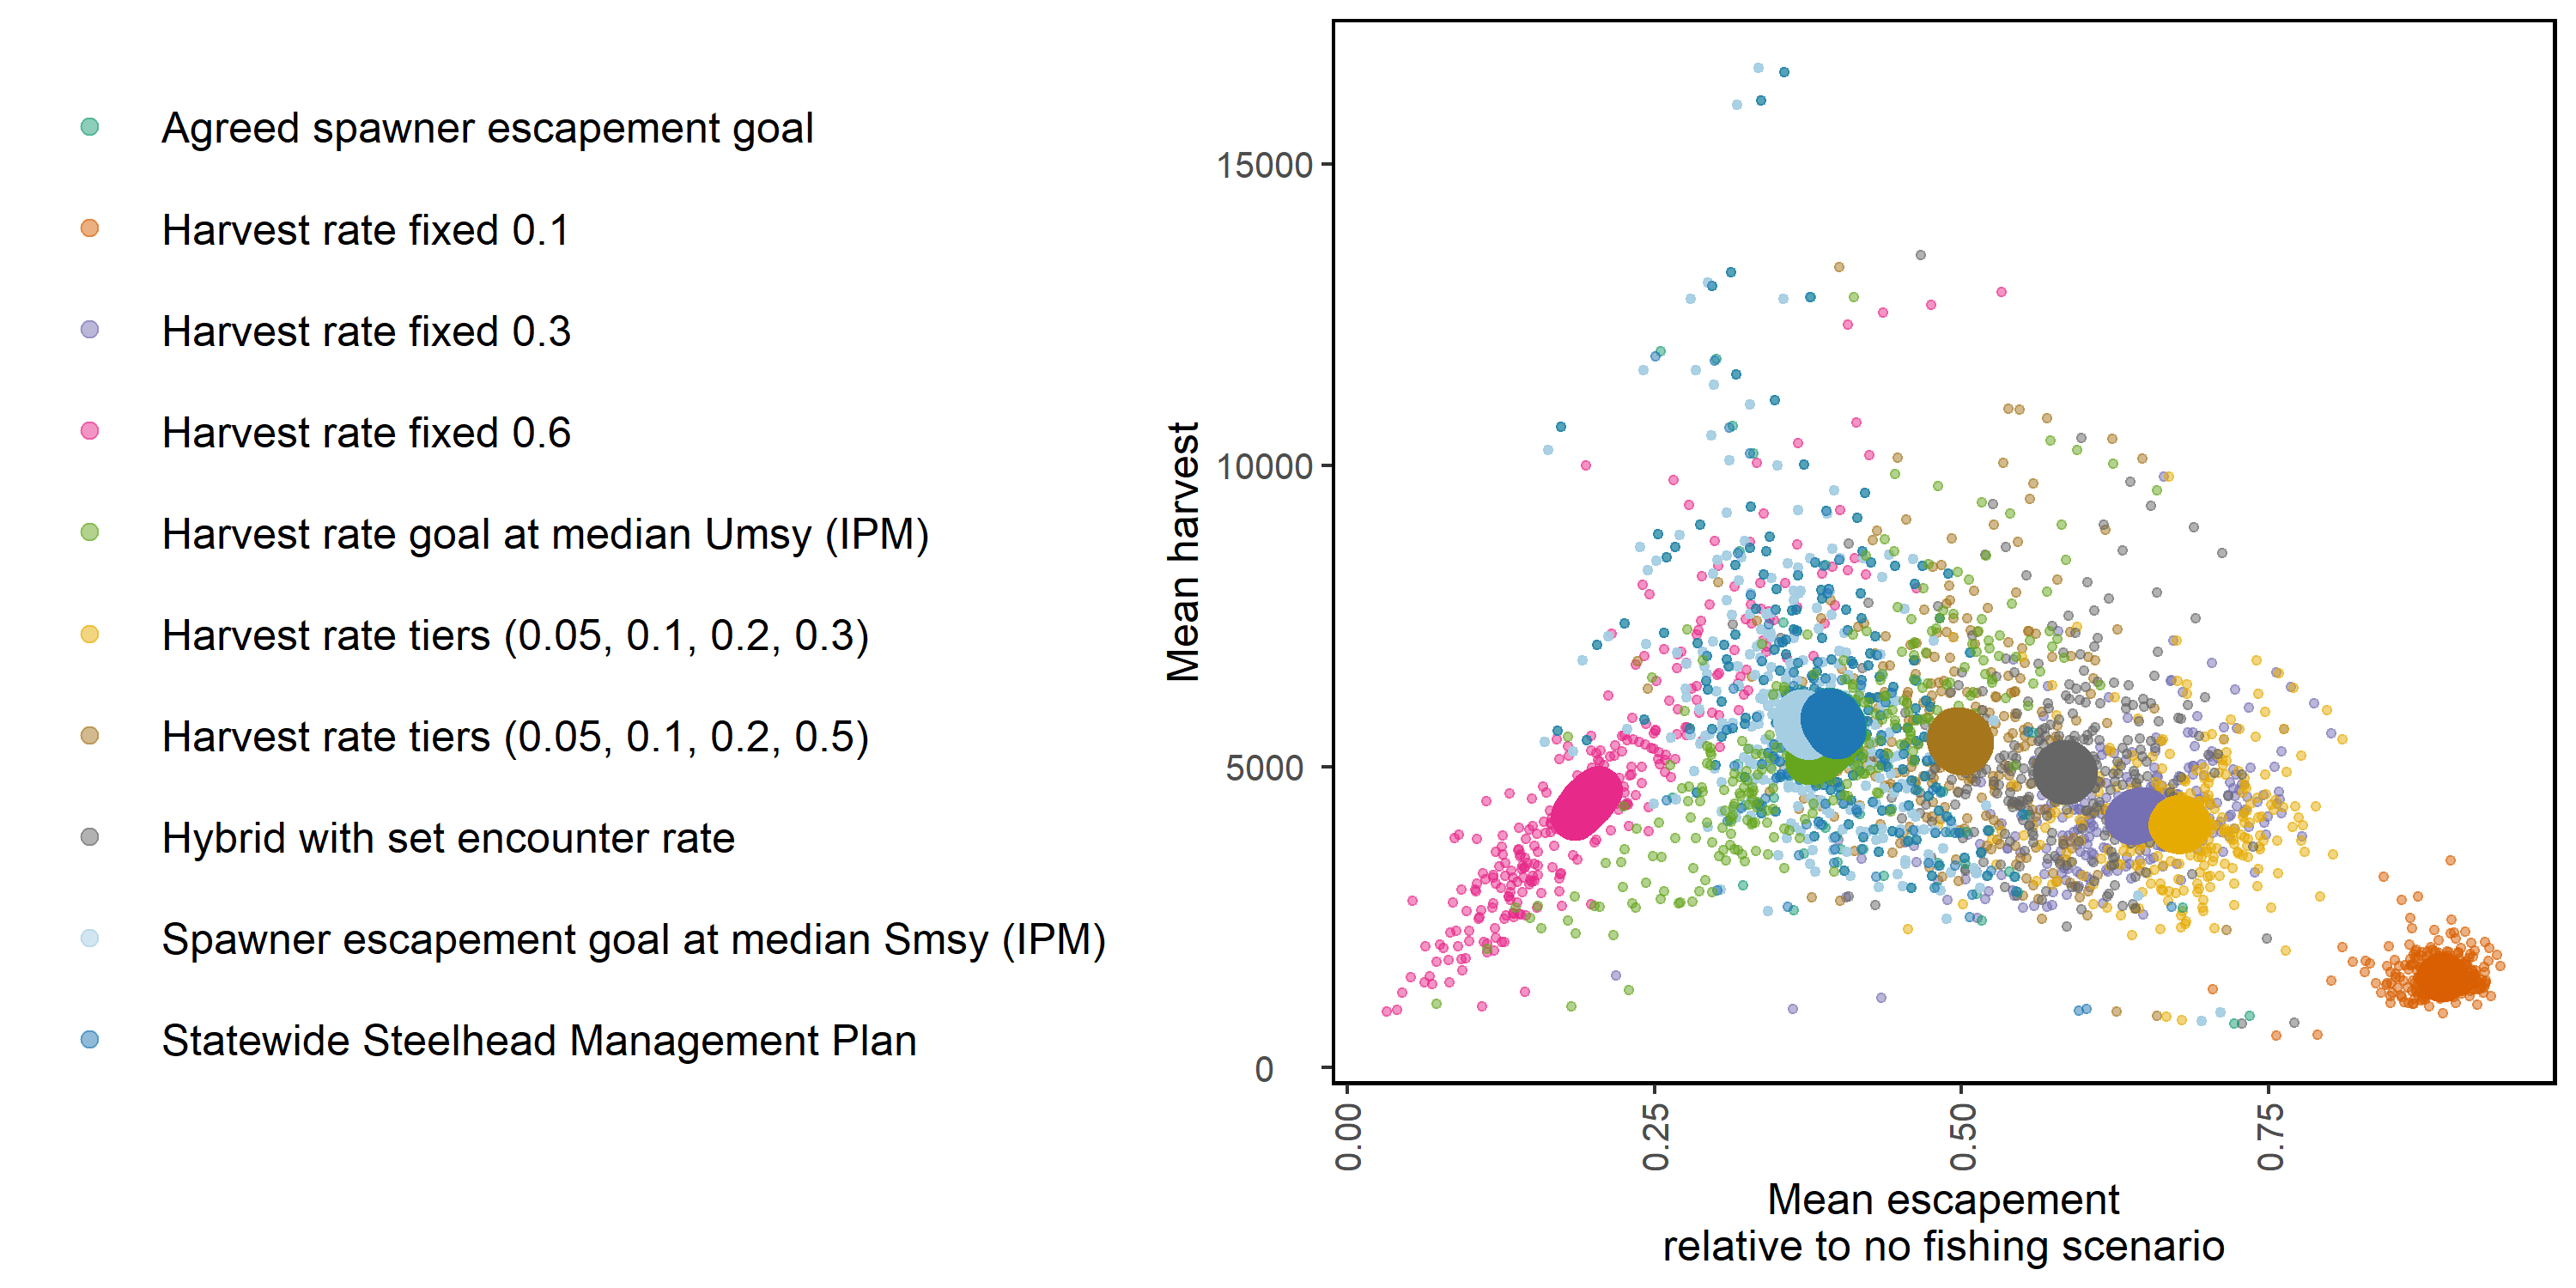 Agreed spawner escapement goal
Harvest rate fixed 0.1
Harvest rate fixed 0.3
Harvest rate fixed 0.6
Harvest rate goal at median Umsy (IPM)
Harvest rate tiers (0.05, 0.1, 0.2, 0.3)
Harvest rate tiers (0.05, 0.1, 0.2, 0.5)
Hybrid with set encounter rate
Spawner escapement goal at median Smsy (IPM)
Statewide Steelhead Management Plan
Mean harvest
15000
10000
5000
0
0.00
0.25
0.50
0.75
Mean escapement
relative to no fishing scenario